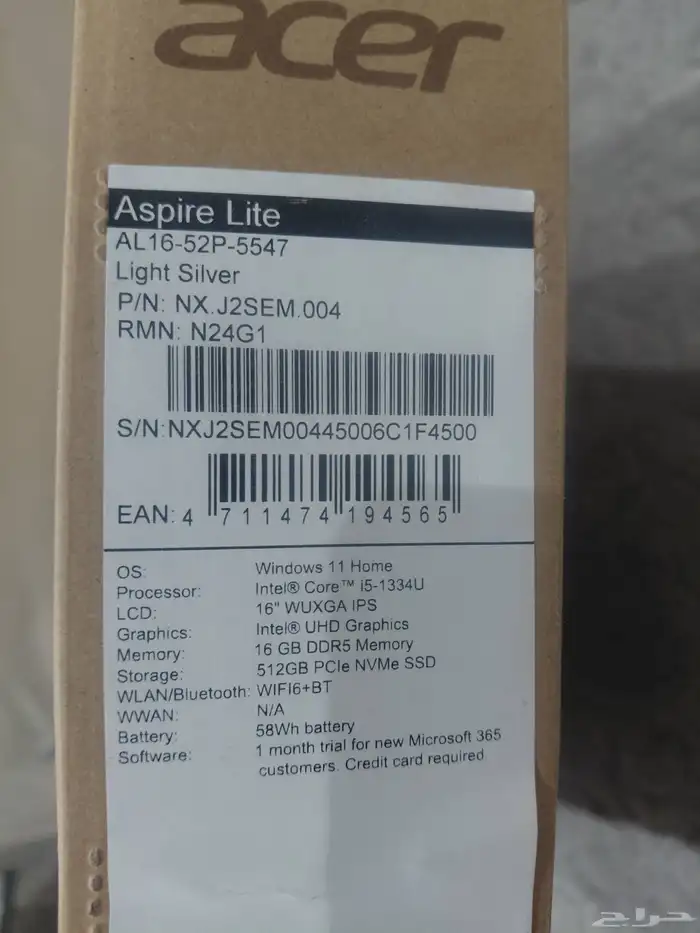 acer
Aspire Lite
AL16-52P-5547
Light Silver
P/N: NX.J2SEM.004
RMN: N24G1
S/N:NXJ2SEM00445006C1F4500
EAN: 4 711474 194565
OS: Windows 11 Home
Processor: Intel® Core™ i5-1334U
LCD: 16" WUXGA IPS
Graphics: Intel® UHD Graphics
Memory: 16 GB DDR5 Memory
Storage: 512GB PCIe NVMe SSD
WLAN/Bluetooth: WIFI6+BT
WWAN: N/A
Battery: 58Wh battery
Software: 1 month trial for new Microsoft 365
customers. Credit card required
حراج